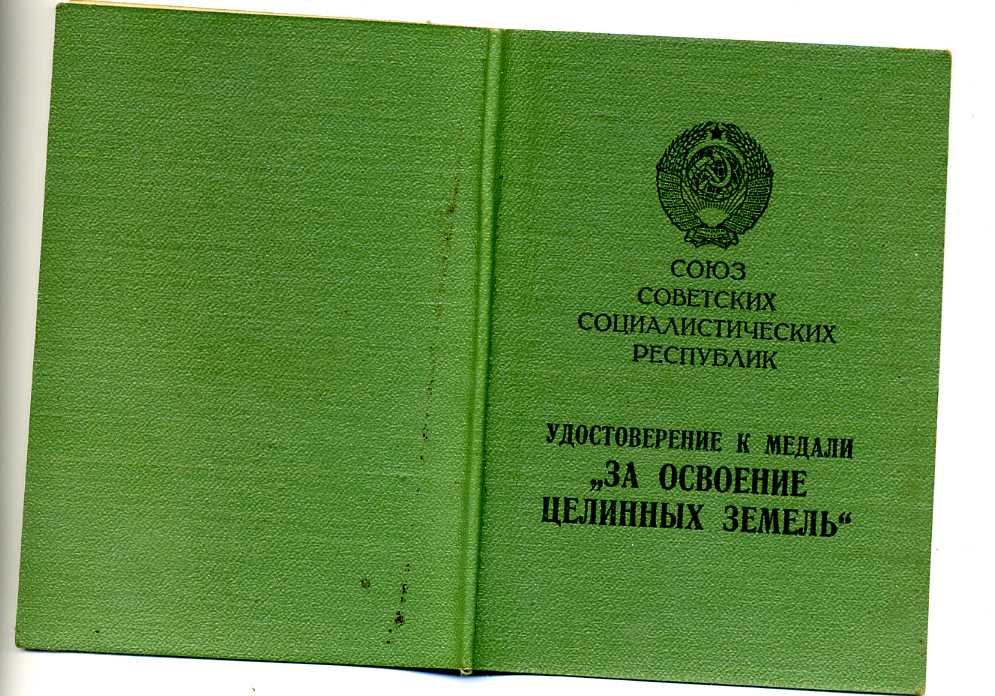 СОЮЗ
СОВЕТСКИХ
СОЦИАЛИСТИЧЕСКИХ
РЕСПУБЛИК
УДОСТОВЕРЕНИЕ К МЕДАЛИ
„ЗА ОСВОЕНИЕ
ЦЕЛИННЫХ ЗЕМЕЛЬ“